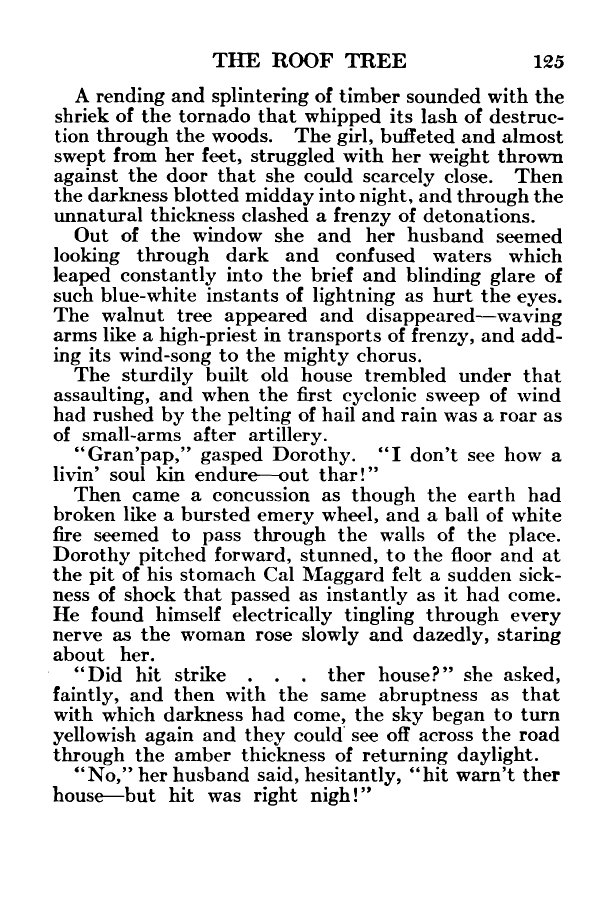 THE ROOF TREE 125
A rending and splintering of timber sounded with the
shriek of the tornado that whipped its lash of destruc-
tion through the woods. The girl, buffeted and almost
swept from her feet, struggled with her weight thrown
against the door that she could scarcely close. Then
the darkness blotted midday into night, and through the
unnatural thickness clashed a frenzy of detonations.
Out of the window she and her husband seemed
looking through dark and confused waters which
leaped constantly into the brief and blinding glare of
such blue-white instants of lightning as hurt the eyes.
The walnut tree appeared and disappeared—waving
arms like a high-priest in transports of frenzy, and add-
ing its wind-song to the mighty chorus.
The sturdily built old house trembled under that
assaulting, and when the first cyclonic sweep of wind
had rushed by the pelting of hail and rain was a roar as
of small-arms after artillery.
“Gran'pap,” gasped Dorothy. “I don't see how a
livin' soul kin endure—out thar!”
Then came a concussion as though the earth had
broken like a bursted emery wheel, and a ball of white
fire seemed to pass through the walls of the place.
Dorothy pitched forward, stunned, to the floor and at
the pit of his stomach Cal Maggard felt a sudden sick-
ness of shock that passed as instantly as it had come.
He found himself electrically tingling through every
nerve as the woman rose slowly and dazedly, staring
about her.
“Did hit strike . . . ther house?” she asked,
faintly, and then with the same abruptness as that
with which darkness had come, the sky began to turn
yellowish again and they could see off across the road
through the amber thickness of returning daylight.
“No,” her husband said, hesitantly, “hit warn't ther
house—but hit was right nigh!”